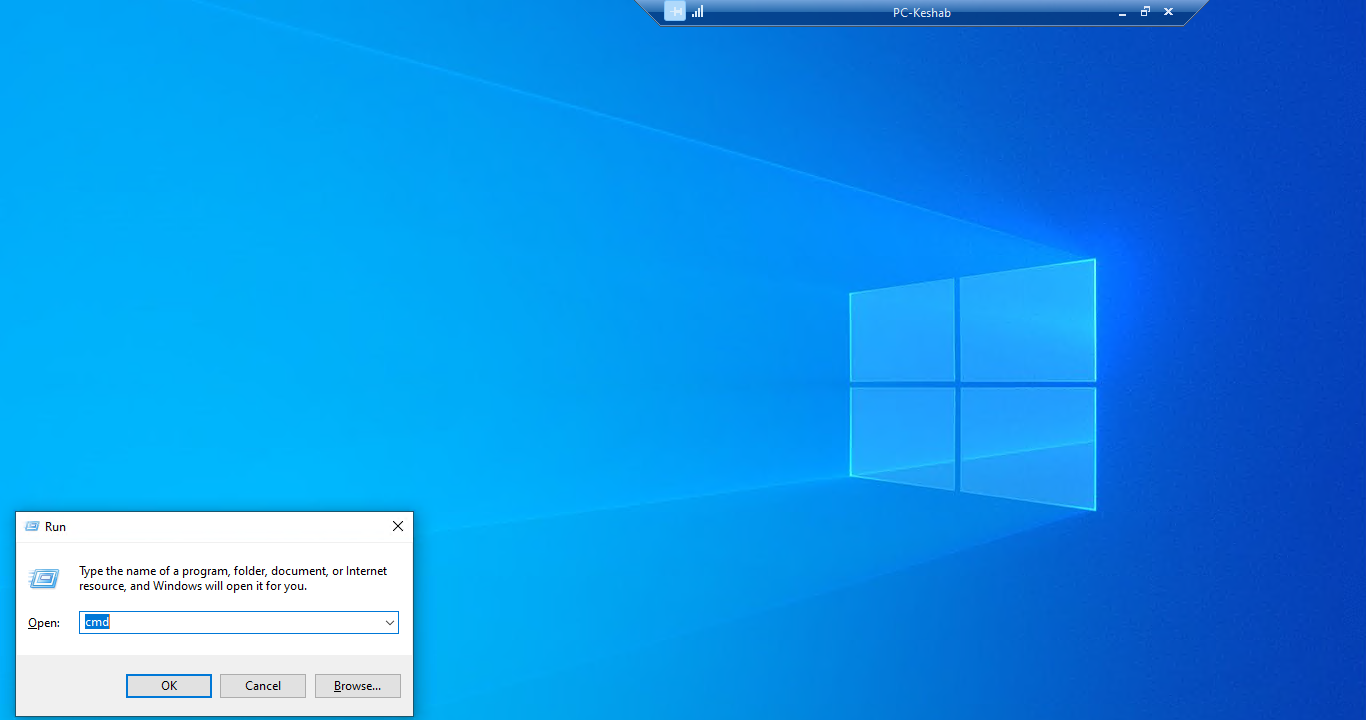 PC-Keshab
Run
Type the name of a program, folder, document, or Internet
resource, and Windows will open it for you.
Open:
cmd
OK
Cancel
Browse...